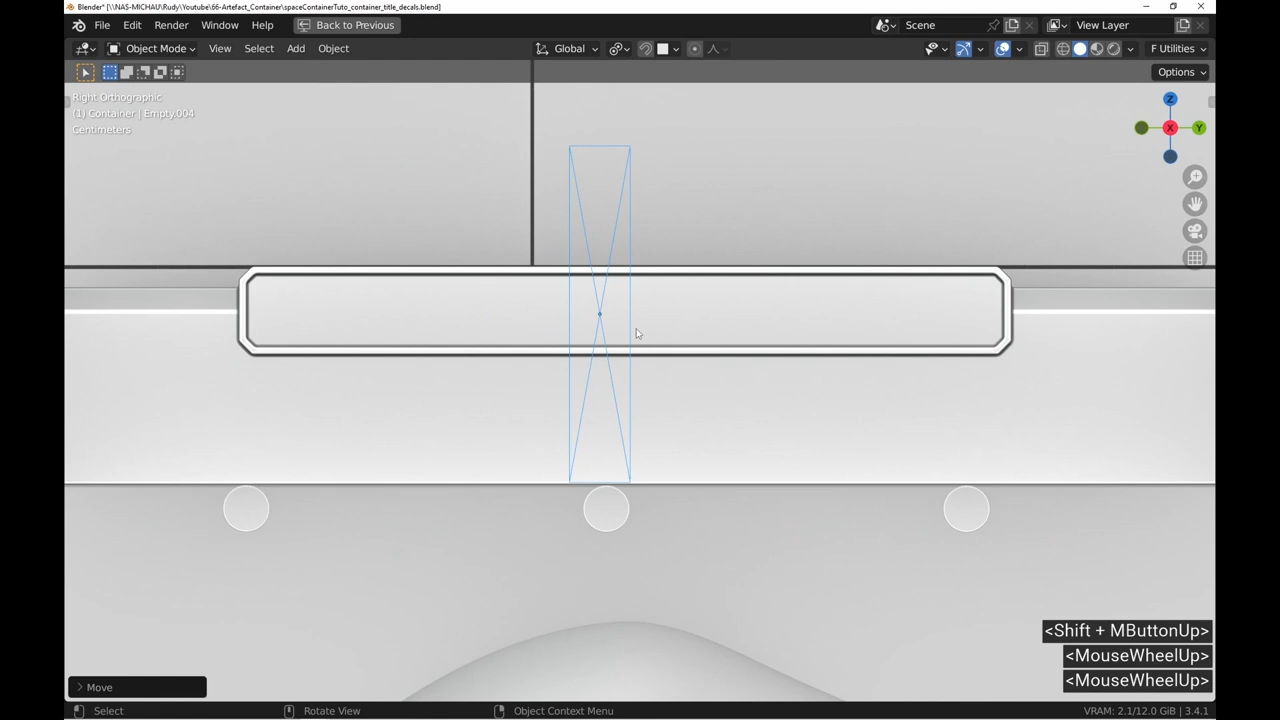 Blender* [\\NAS-MICHAU\Rudy\Youtube\66-Artefact_Container\spaceContainerTuto_container_title_decals.blend]
File Edit Render Window Help Back to Previous Scene View Layer
Object Mode View Select Add Object Global F Utilities
Options
Right Orthographic
(1) Container | Empty.004
Centimeters
Z
X
Y
<Shift + MButtonUp>
<MouseWheelUp>
<MouseWheelUp>
Move
Select Rotate View Object Context Menu VRAM: 2.1/12.0 GiB | 3.4.1